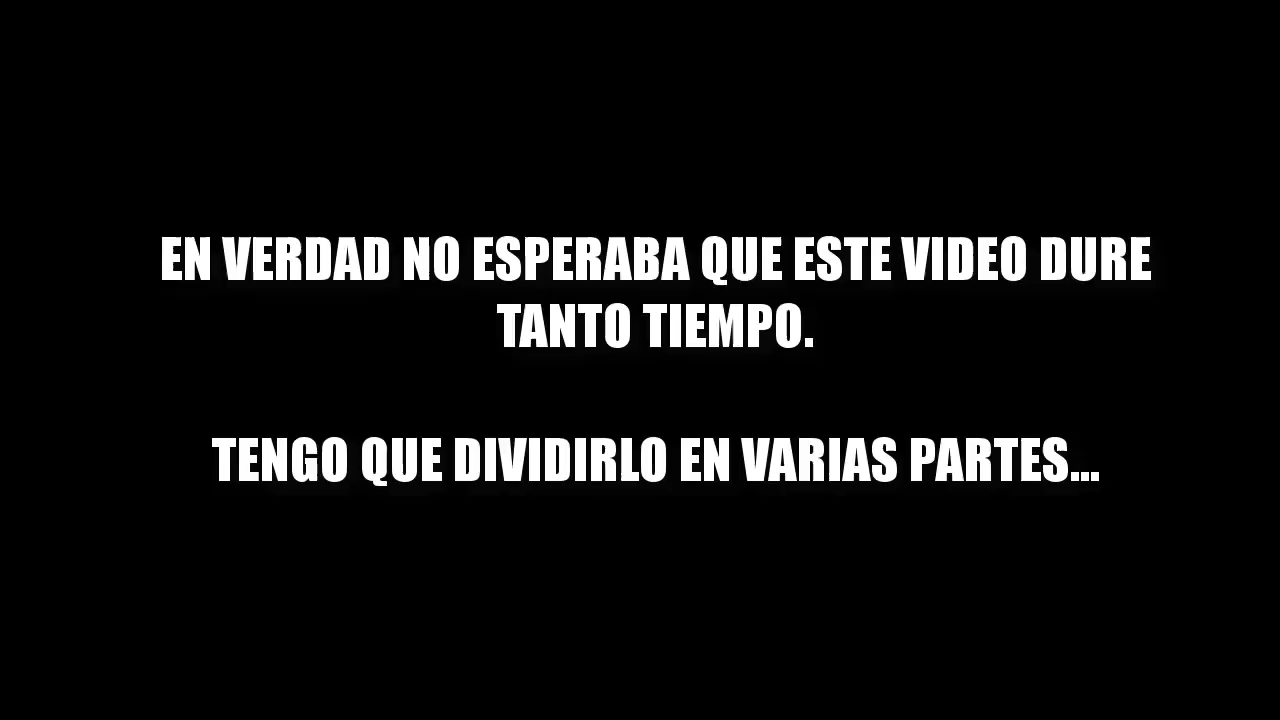 EN VERDAD NO ESPERABA QUE ESTE VIDEO DURE
TANTO TIEMPO.
TENGO QUE DIVIDIRLO EN VARIAS PARTES...